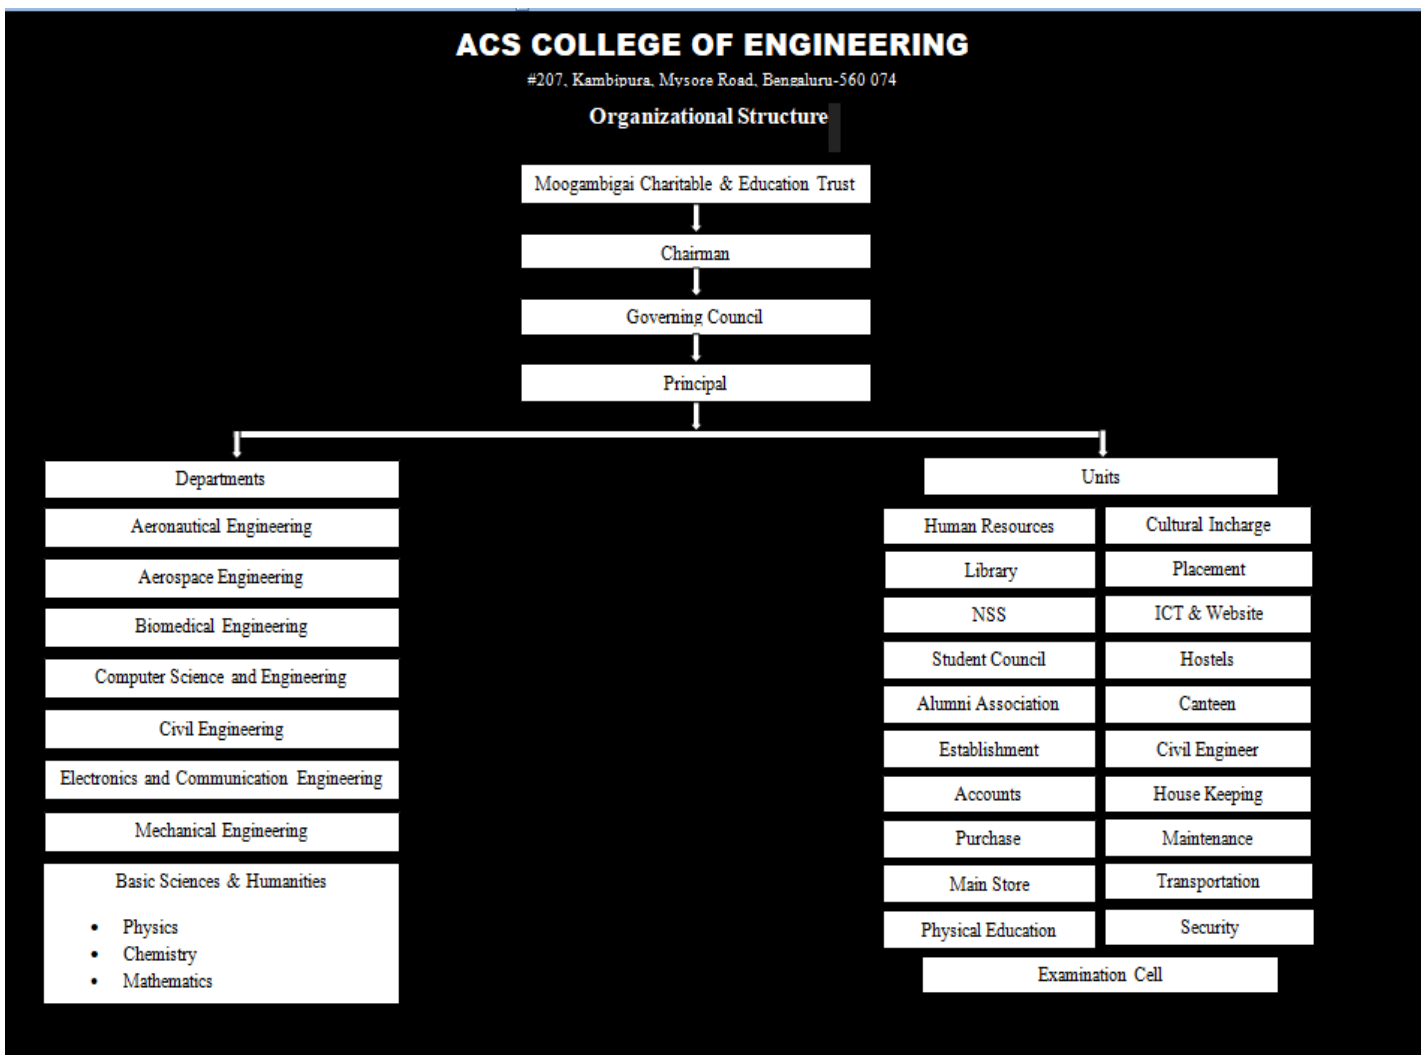 ACS COLLEGE OF ENGINEERING
#207, Kambipura, Mysore Road, Bengaluru-560 074
Organizational Structure
Moogambigai Charitable & Education Trust
Chairman
Governing Council
Principal
Departments
Aeronautical Engineering
Aerospace Engineering
Biomedical Engineering
Computer Science and Engineering
Civil Engineering
Electronics and Communication Engineering
Mechanical Engineering
Basic Sciences & Humanities
• Physics
• Chemistry
• Mathematics
Units
Human Resources
Cultural Incharge
Library
Placement
NSS
ICT & Website
Student Council
Hostels
Alumni Association
Canteen
Establishment
Civil Engineer
Accounts
House Keeping
Purchase
Maintenance
Main Store
Transportation
Physical Education
Security
Examination Cell